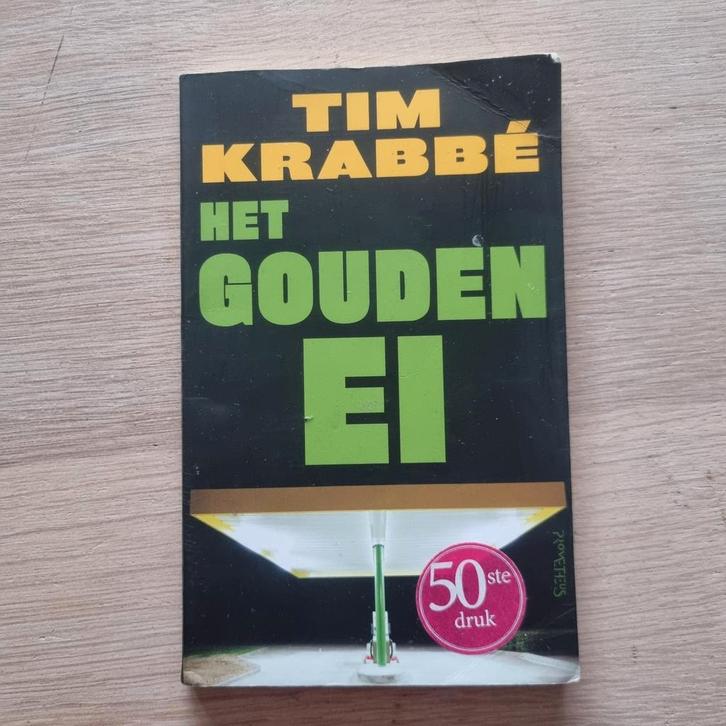 TIM
KRABBÉ
HET
GOUDEN
EI
50ste
druk
PROMETHEUS